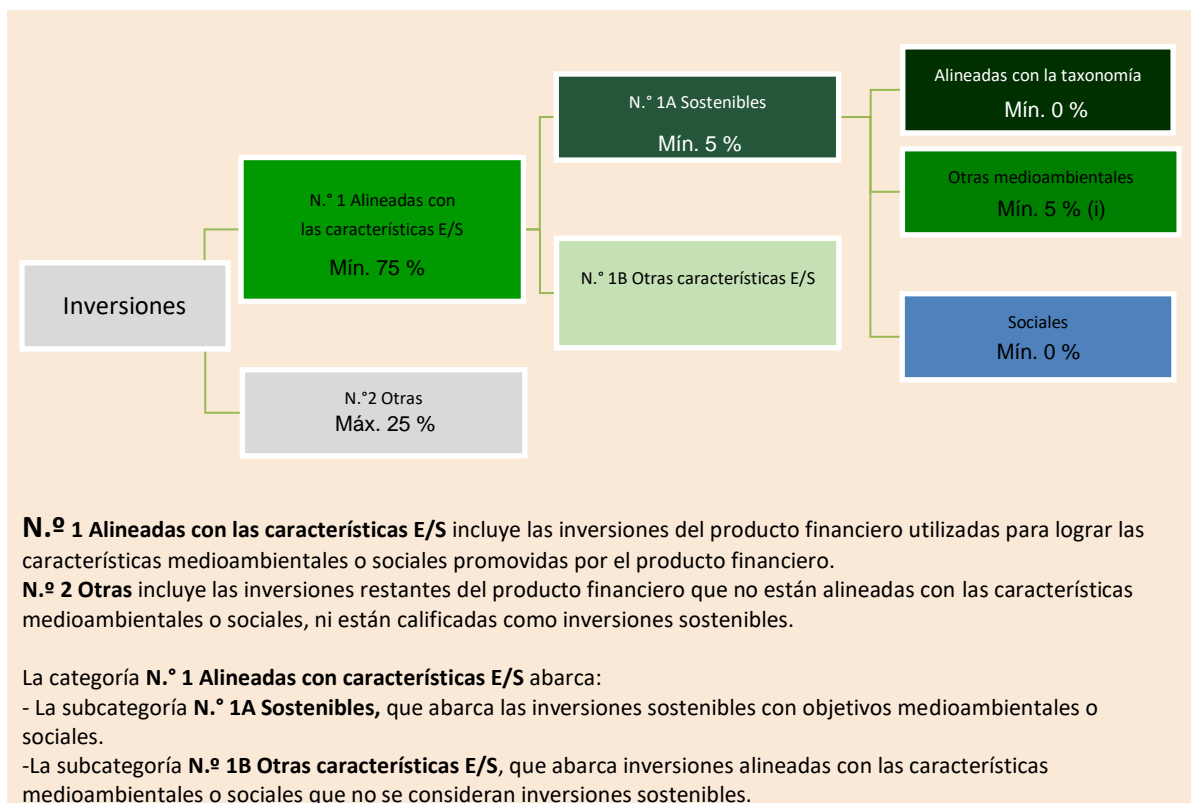 Inversiones
N.° 1 Alineadas con
las características E/S
Mín. 75 %
N.°2 Otras
Máx. 25 %
N.° 1A Sostenibles
Mín. 5 %
N.° 1B Otras características E/S
Alineadas con la taxonomía
Mín. 0 %
Otras medioambientales
Mín. 5 % (i)
Sociales
Mín. 0 %
N.º 1 Alineadas con las características E/S incluye las inversiones del producto financiero utilizadas para lograr las
características medioambientales o sociales promovidas por el producto financiero.
N.º 2 Otras incluye las inversiones restantes del producto financiero que no están alineadas con las características
medioambientales o sociales, ni están calificadas como inversiones sostenibles.
La categoría N.° 1 Alineadas con características E/S abarca:
- La subcategoría N.° 1A Sostenibles, que abarca las inversiones sostenibles con objetivos medioambientales o
sociales.
-La subcategoría N.º 1B Otras características E/S, que abarca inversiones alineadas con las características
medioambientales o sociales que no se consideran inversiones sostenibles.